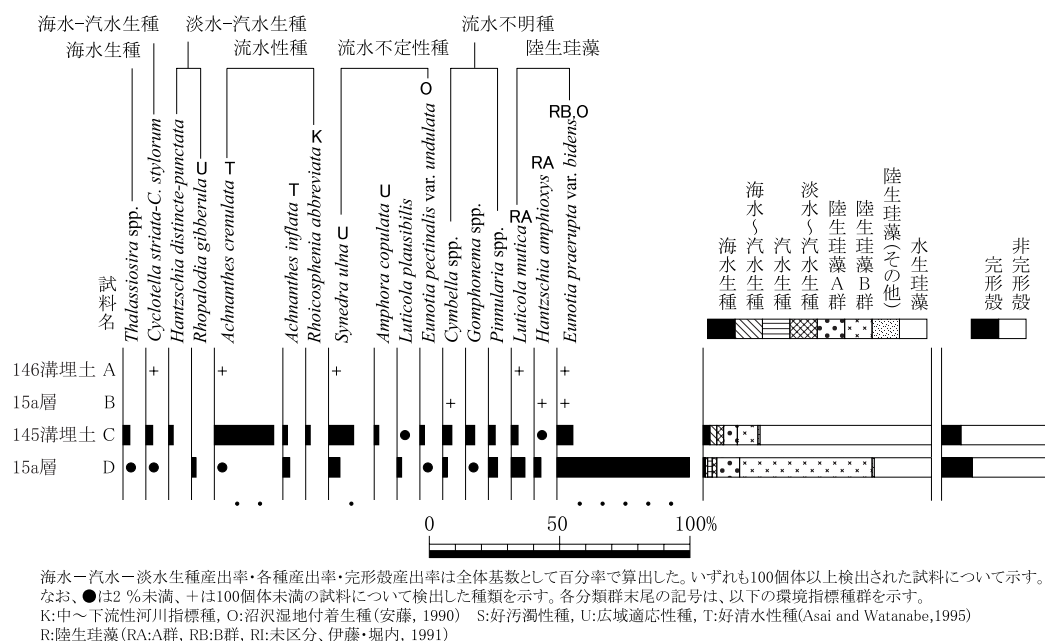 海水－汽水生種
海水生種
淡水－汽水生種
流水性種
流水不定性種
流水不明種
陸生珪藻
試料名
Thalassiosira spp.
Cyclotella striata-C. stylorum
Hantzschia distincte-punctata
Rhopalodia gibberula U
Achnanthes crenulata T
Achmanthes inflata T
Rhoicosphenia abbreviata K
Synedra ulna U
Amphora copulata U
Luticola plausibilis
Eunotia pectinalis var. undulata O
Cymbella spp.
Gomphonema spp.
Pinnularia spp.
Luticola mutica RA
Hantzschia amphioxys RA
Eunotia praerupta var. bidens RB,O
海水生種
海水～汽水生種
汽水生種
淡水～汽水生種
陸生珪藻A群
陸生珪藻B群
陸生珪藻(その他)
水生珪藻
完形殻
非完形殻
146溝埋土 A
15a層 B
145溝埋土 C
15a層 D
0 50 100%
海水－汽水－淡水生種産出率・各種産出率・完形殻産出率は全体基数として百分率で算出した。いずれも100個体以上検出された試料について示す。
なお、●は2 %未満、＋は100個体未満の試料について検出した種類を示す。各分類群末尾の記号は、以下の環境指標種群を示す。
K:中～下流性河川指標種, O:沼沢湿地付着生種(安藤, 1990) S:好汚濁性種, U:広域適応性種, T:好清水性種(Asai and Watanabe,1995)
R:陸生珪藻(RA:A群, RB:B群, RI:未区分、伊藤・堀内, 1991)